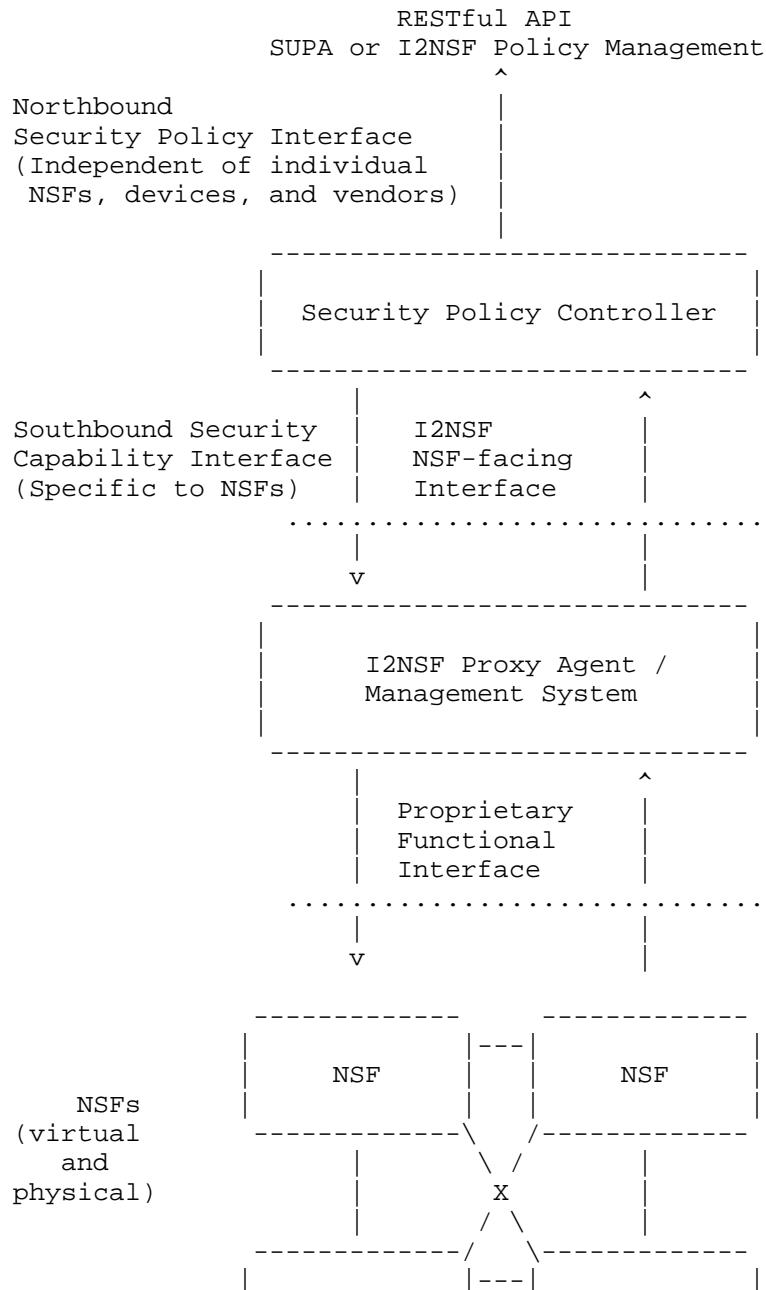 RESTful API
SUPA or I2NSF Policy Management
Northbound
Security Policy Interface
(Independent of individual
NSFs, devices, and vendors)
Security Policy Controller
Southbound Security I2NSF
Capability Interface NSF-facing
(Specific to NSFs) Interface
I2NSF Proxy Agent /
Management System
Proprietary
Functional
Interface
NSF NSF
NSFs
(virtual
and
physical) X